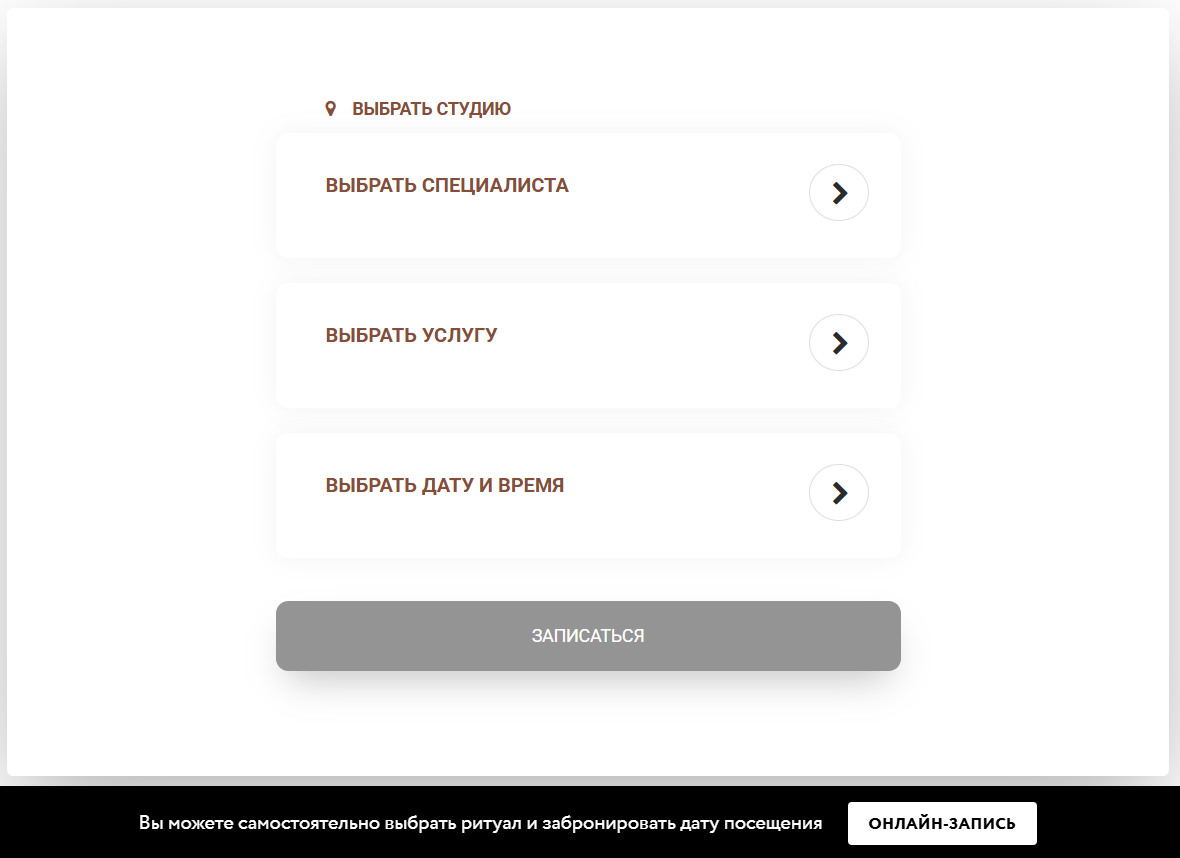 ВЫБРАТЬ СТУДИЮ
ВЫБРАТЬ СПЕЦИАЛИСТА
ВЫБРАТЬ УСЛУГУ
ВЫБРАТЬ ДАТУ И ВРЕМЯ
ЗАПИСАТЬСЯ
Вы можете самостоятельно выбрать ритуал и забронировать дату посещения
ОНЛАЙН-ЗАПИСЬ